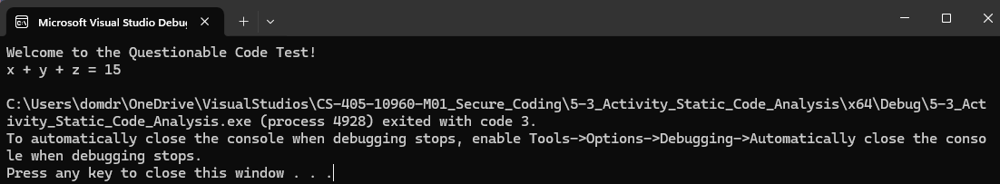 Microsoft Visual Studio Debu
Welcome to the Questionable Code Test!
x + y + z = 15
C:\Users\domdr\OneDrive\VisualStudios\CS-405-10960-M01_Secure_Coding\5-3_Activity_Static_Code_Analysis\x64\Debug\5-3_Act
ivity_Static_Code_Analysis.exe (process 4928) exited with code 3.
To automatically close the console when debugging stops, enable Tools->Options->Debugging->Automatically close the conso
le when debugging stops.
Press any key to close this window . . .